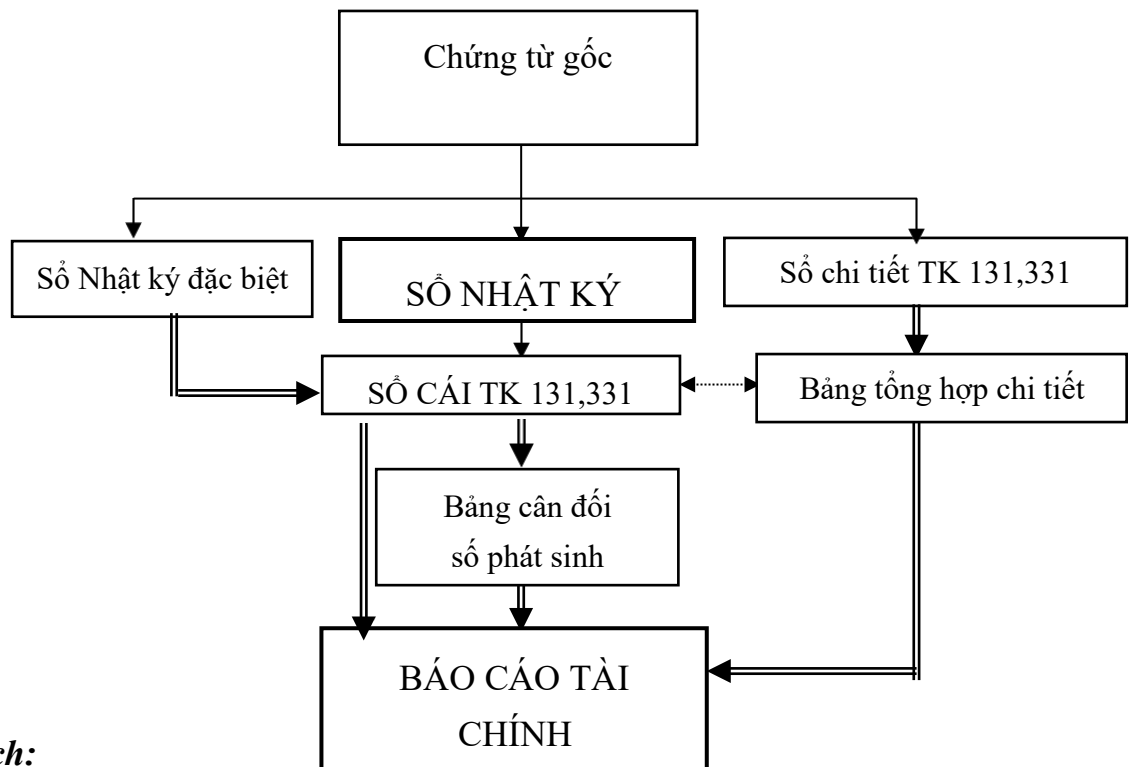 Chứng từ gốc
Sổ Nhật ký đặc biệt
SỔ NHẬT KÝ
Sổ chi tiết TK 131,331
SỔ CÁI TK 131,331
Bảng tổng hợp chi tiết
Bảng cân đối
số phát sinh
BÁO CÁO TÀI
CHÍNH
ch: